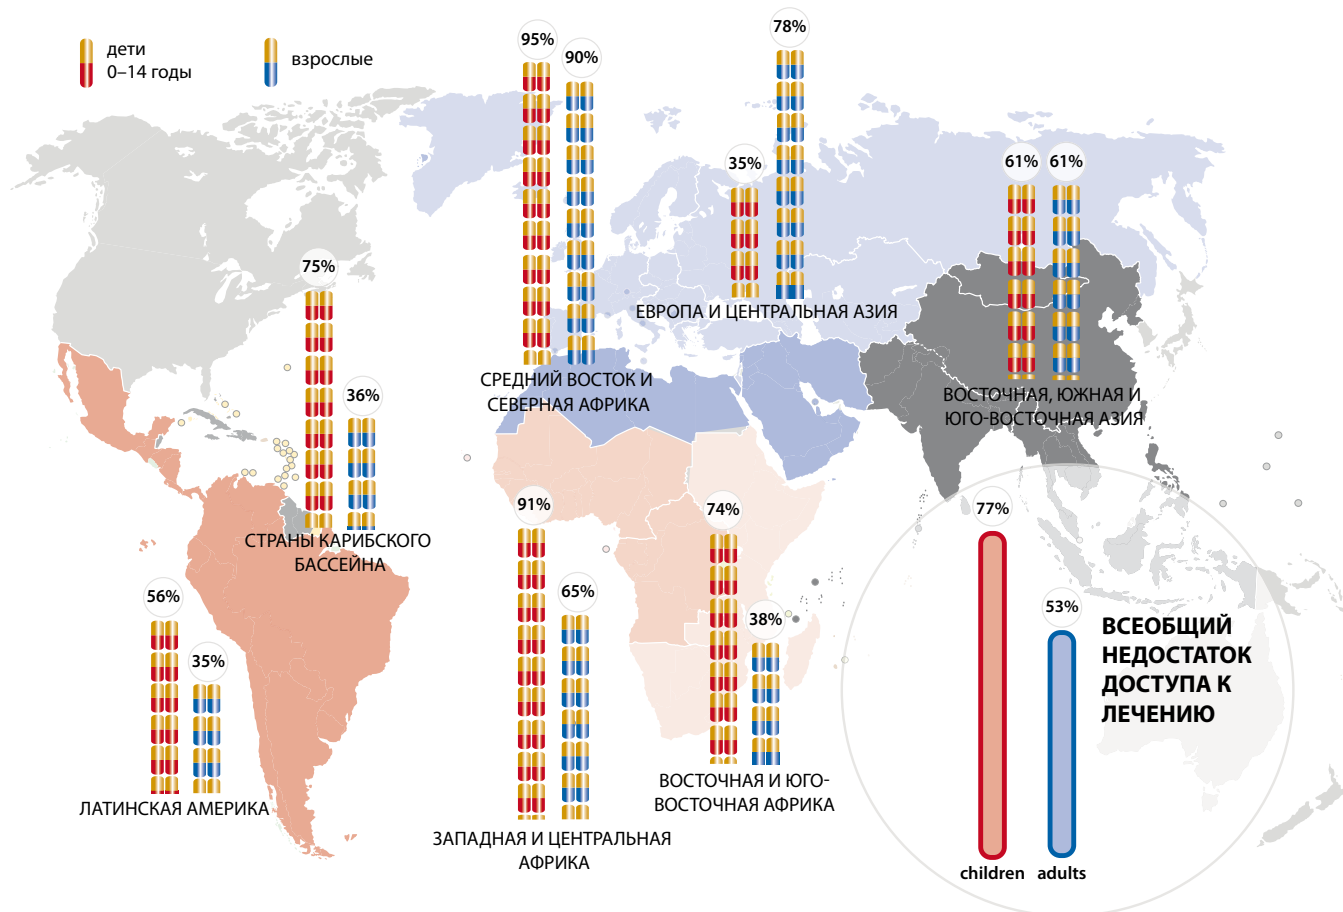 дети
0–14 годы
взрослые
95%
90%
СРЕДНИЙ ВОСТОК И
СЕВЕРНАЯ АФРИКА
35%
78%
ЕВРОПА И ЦЕНТРАЛЬНАЯ АЗИЯ
61%
61%
ВОСТОЧНАЯ, ЮЖНАЯ И
ЮГО-ВОСТОЧНАЯ АЗИЯ
75%
36%
СТРАНЫ КАРИБСКОГО
БАССЕЙНА
56%
35%
ЛАТИНСКАЯ АМЕРИКА
91%
65%
ЗАПАДНАЯ И ЦЕНТРАЛЬНАЯ
АФРИКА
74%
38%
ВОСТОЧНАЯ И ЮГО-
ВОСТОЧНАЯ АФРИКА
77%
53%
ВСЕОБЩИЙ
НЕДОСТАТОК
ДОСТУПА К
ЛЕЧЕНИЮ
children
adults